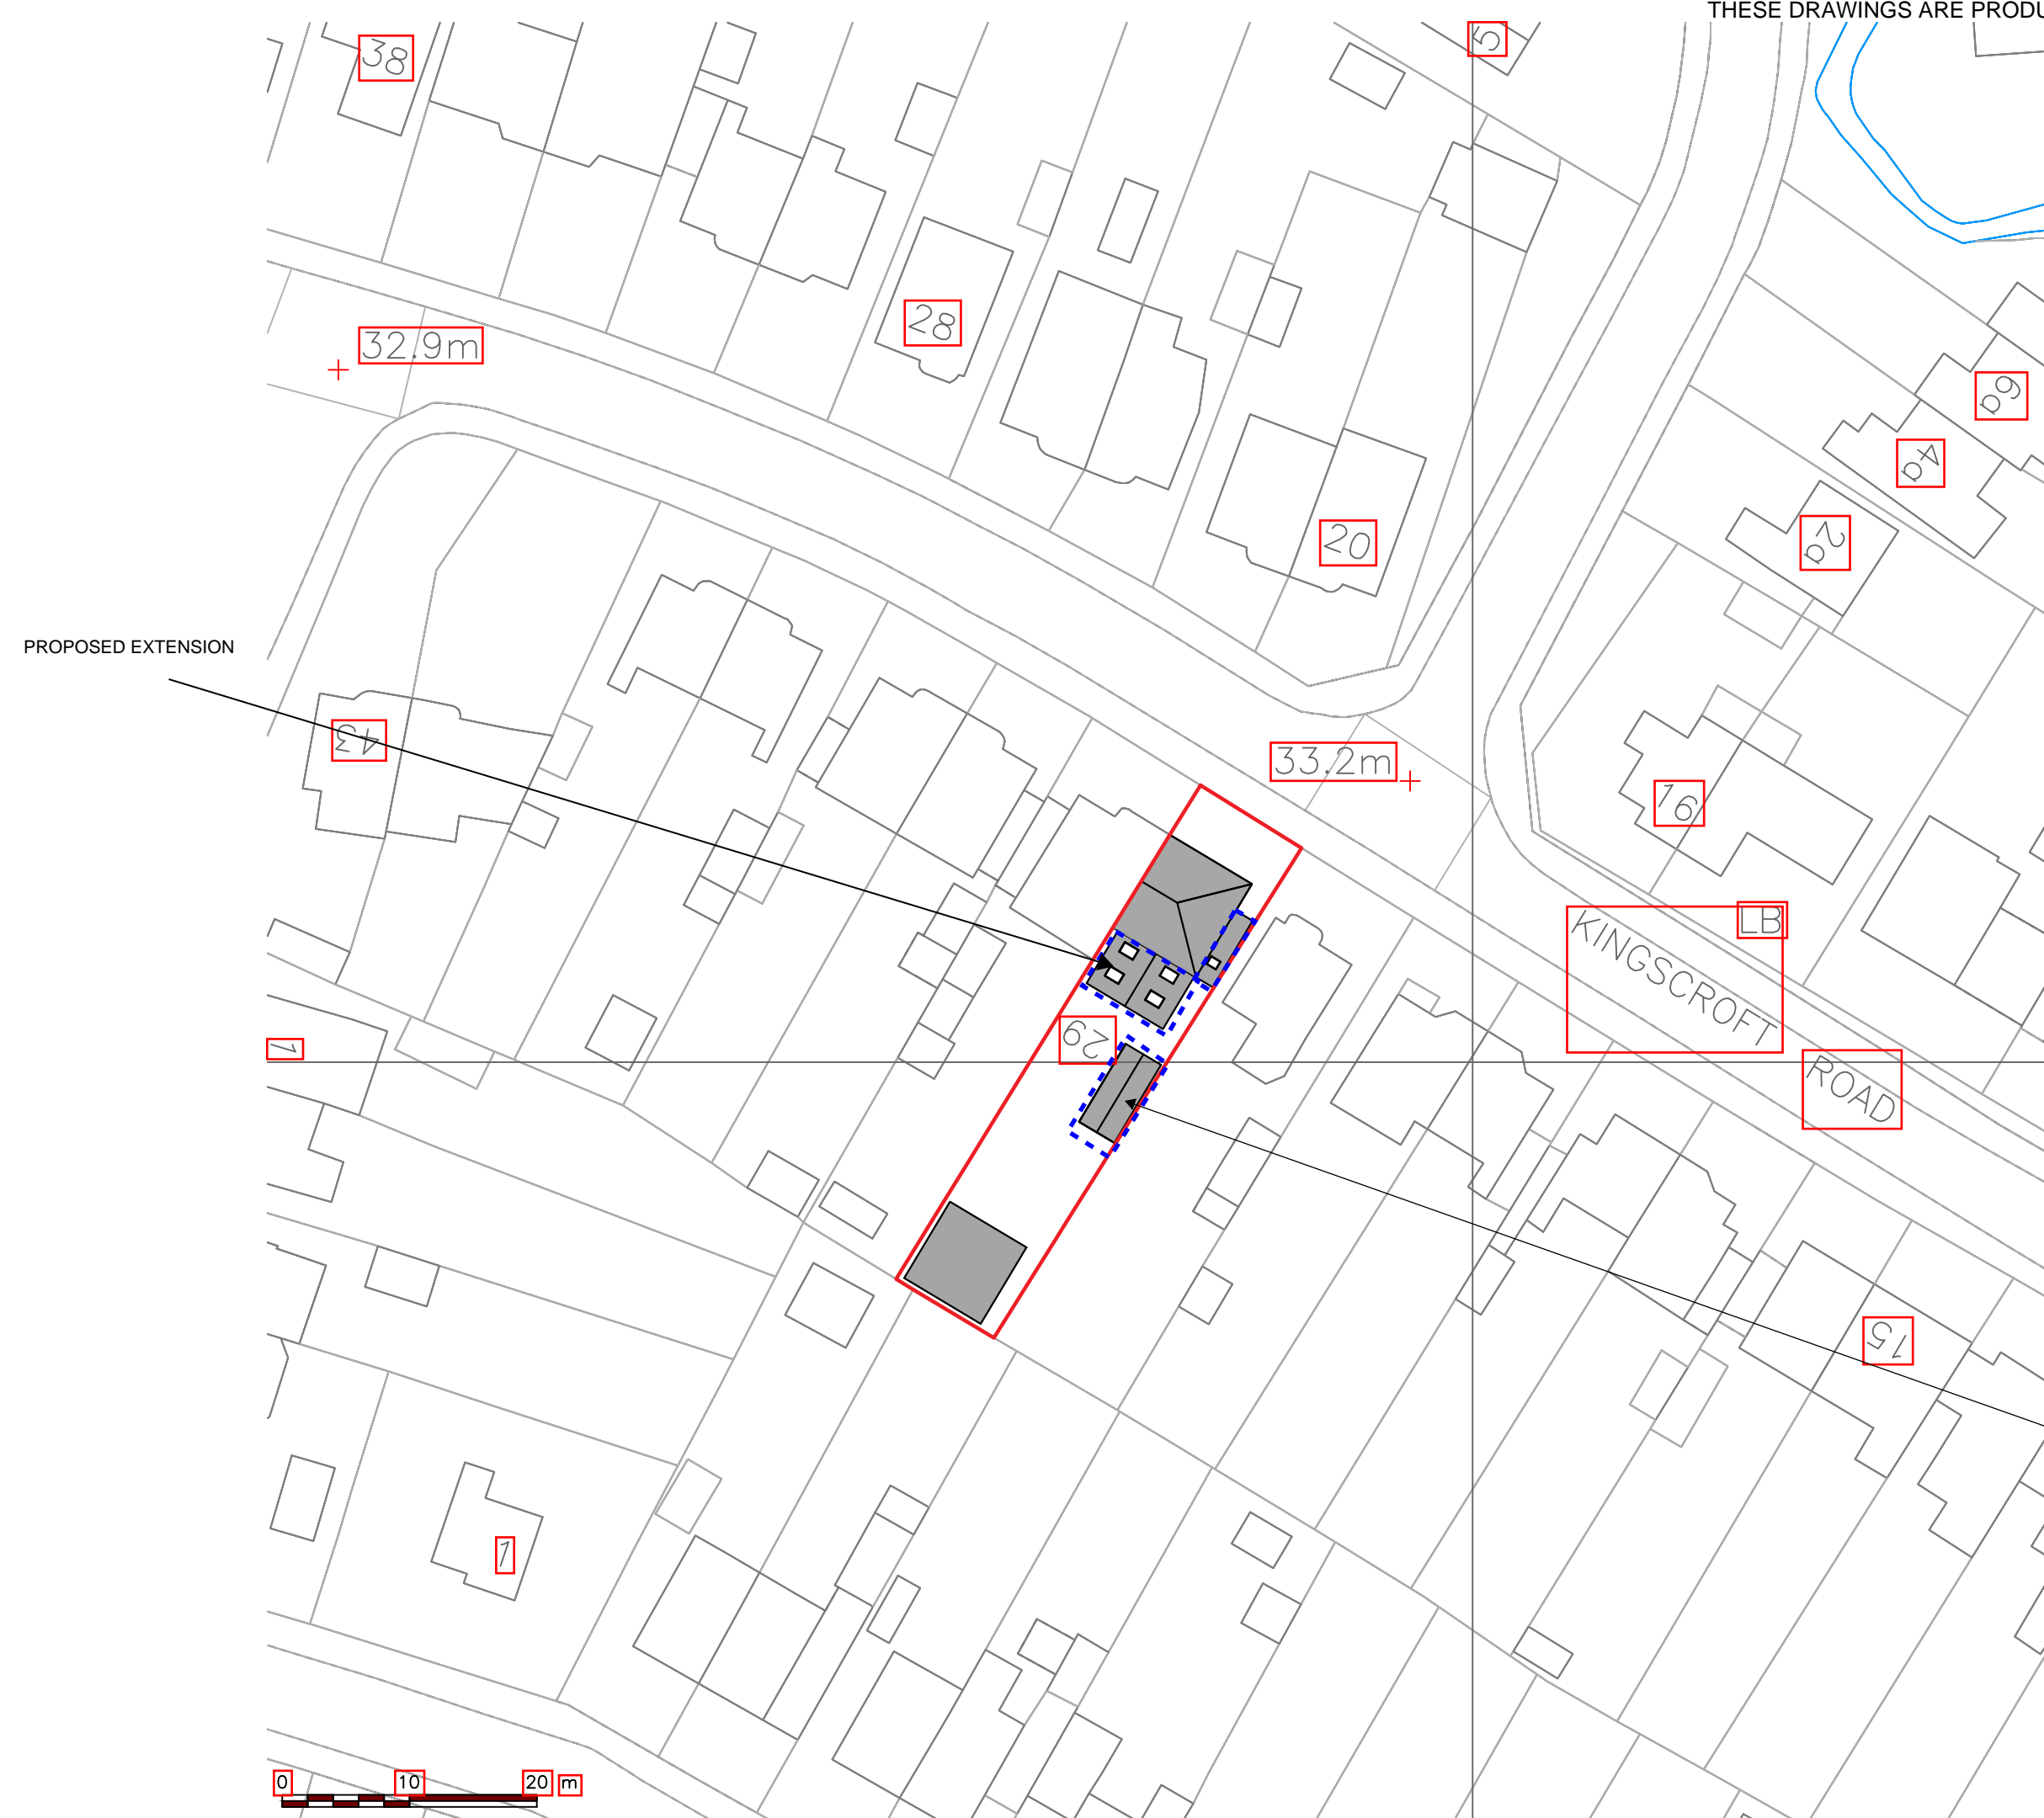 THESE DRAWINGS ARE PRODU
38
5
28
32.9m
6a
4a
2a
20
PROPOSED EXTENSION
43
33.2m
16
LB
KINGSCROFT
ROAD
29
1
15
1
0 10 20 m